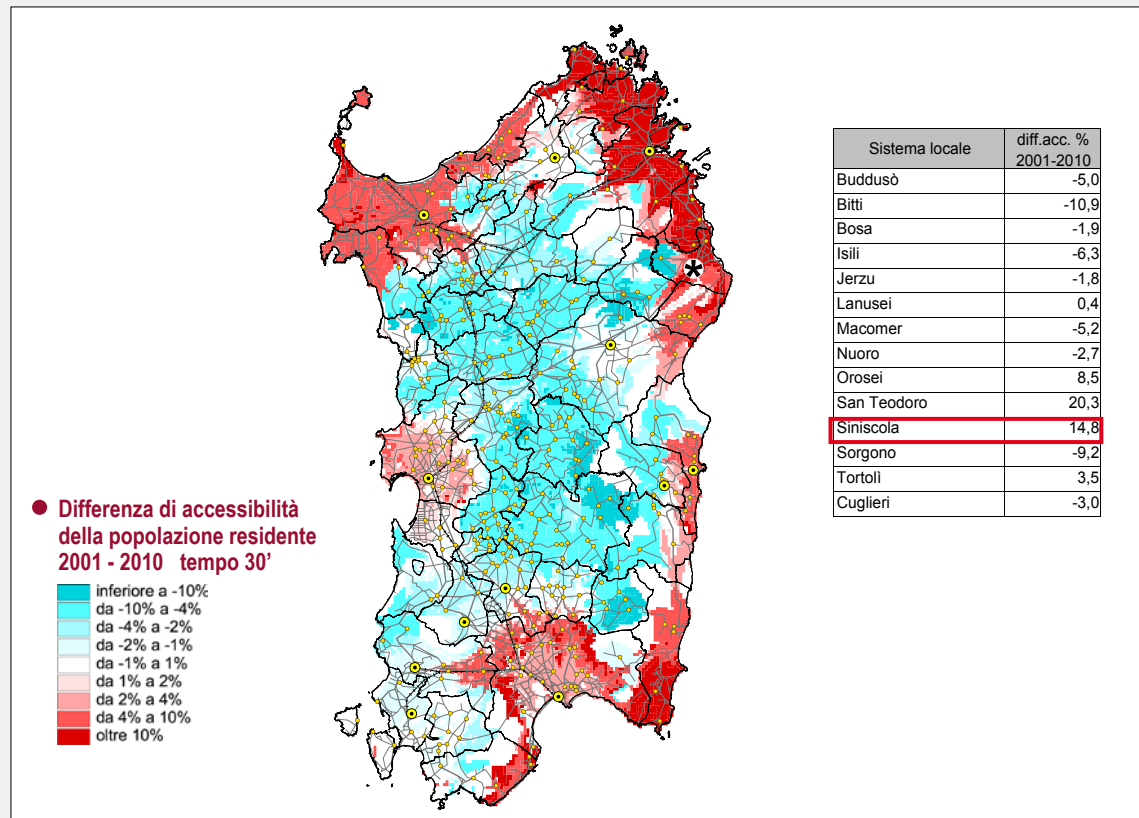 Sistema locale
diff.acc. %
2001-2010
Buddusò -5,0
Bitti -10,9
Bosa -1,9
Isili -6,3
Jerzu -1,8
Lanusei 0,4
Macomer -5,2
Nuoro -2,7
Orosei 8,5
San Teodoro 20,3
Siniscola 14,8
Sorgono -9,2
Tortolì 3,5
Cuglieri -3,0
*
● Differenza di accessibilità
della popolazione residente
2001 - 2010 tempo 30’
inferiore a -10%
da -10% a -4%
da -4% a -2%
da -2% a -1%
da -1% a 1%
da 1% a 2%
da 2% a 4%
da 4% a 10%
oltre 10%